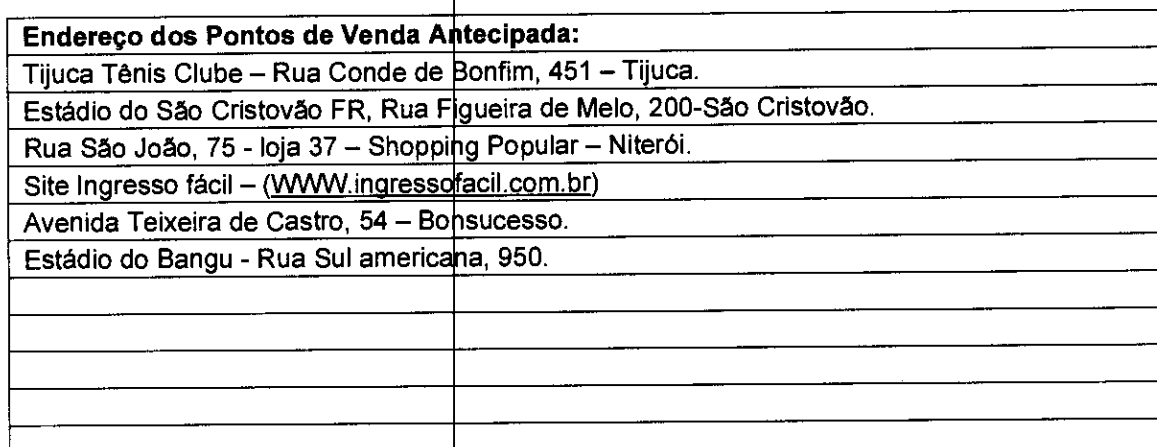 Endereço dos Pontos de Venda Antecipada:
Tijuca Tênis Clube – Rua Conde de Bonfim, 451 – Tijuca.
Estádio do São Cristovão FR, Rua Figueira de Melo, 200-São Cristovão.
Rua São João, 75 - loja 37 – Shopping Popular – Niterói.
Site Ingresso fácil – (WWW.ingressofacil.com.br)
Avenida Teixeira de Castro, 54 – Bonsucesso.
Estádio do Bangu - Rua Sul americana, 950.